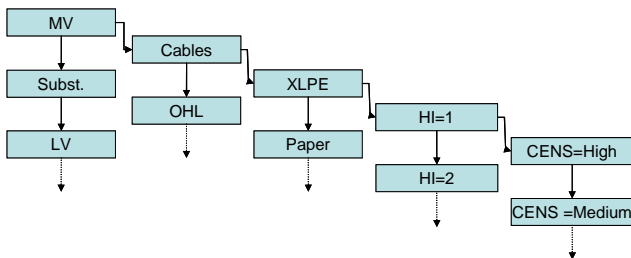 MV
Cables
Subst.
XLPE
OHL
HI=1
LV
Paper
CENS=High
HI=2
CENS =Medium